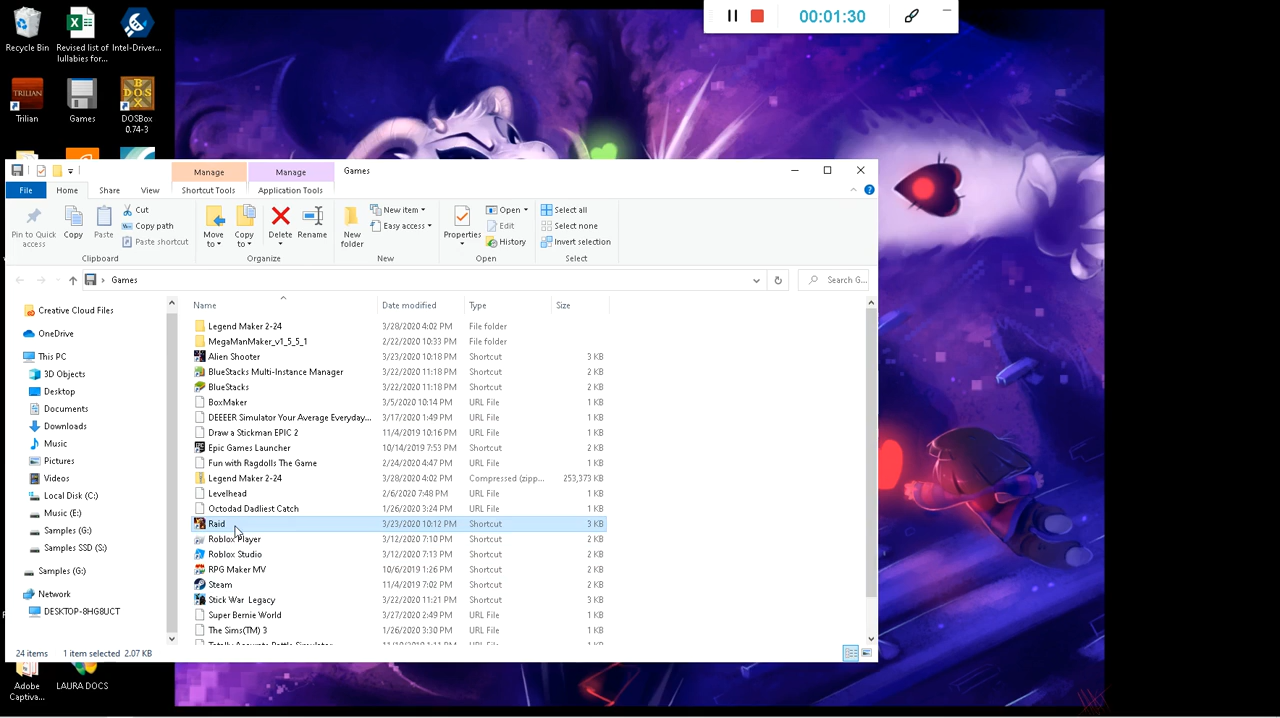 00:01:30
Recycle Bin
Revised list of lullabies for...
Intel-Driver...
TRILIAN
Trilian
Games
DOSBox 0.74-3
Manage
Manage
Games
File
Home
Share
View
Shortcut Tools
Application Tools
Pin to Quick access
Copy
Paste
Cut
Copy path
Paste shortcut
Move to
Copy to
Delete
Rename
New folder
New item
Easy access
Properties
Open
Edit
History
Select all
Select none
Invert selection
Clipboard
Organize
New
Open
Select
Games
Search G...
Creative Cloud Files
OneDrive
This PC
3D Objects
Desktop
Documents
Downloads
Music
Pictures
Videos
Local Disk (C:)
Music (E:)
Samples (G:)
Samples SSD (S:)
Samples (G:)
Network
DESKTOP-8HG8UCT
Name Date modified Type Size
Legend Maker 2-24 3/28/2020 4:02 PM File folder
MegaManMaker_v1_5_5_1 2/22/2020 10:33 PM File folder
Alien Shooter 3/23/2020 10:18 PM Shortcut 3 KB
BlueStacks Multi-Instance Manager 3/22/2020 11:18 PM Shortcut 2 KB
BlueStacks 3/22/2020 11:18 PM Shortcut 2 KB
BoxMaker 3/5/2020 10:14 PM URL File 1 KB
DEEEER Simulator Your Average Everyday... 3/17/2020 1:49 PM URL File 1 KB
Draw a Stickman EPIC 2 11/4/2019 10:16 PM URL File 1 KB
Epic Games Launcher 10/14/2019 7:53 PM Shortcut 2 KB
Fun with Ragdolls The Game 2/24/2020 4:47 PM URL File 1 KB
Legend Maker 2-24 3/28/2020 4:02 PM Compressed (zipp... 253,373 KB
Levelhead 2/6/2020 7:48 PM URL File 1 KB
Octodad Dadliest Catch 1/26/2020 3:24 PM URL File 1 KB
Raid 3/23/2020 10:12 PM Shortcut 3 KB
Roblox Player 3/12/2020 7:10 PM Shortcut 2 KB
Roblox Studio 3/12/2020 7:13 PM Shortcut 2 KB
RPG Maker MV 10/6/2019 1:26 PM Shortcut 2 KB
Steam 11/4/2019 7:02 PM Shortcut 2 KB
Stick War Legacy 3/22/2020 11:21 PM Shortcut 3 KB
Super Bernie World 3/27/2020 2:49 PM URL File 1 KB
The Sims(TM) 3 1/26/2020 3:30 PM URL File 1 KB
24 items 1 item selected 2.07 KB
Adobe Captiva...
LAURA DOCS